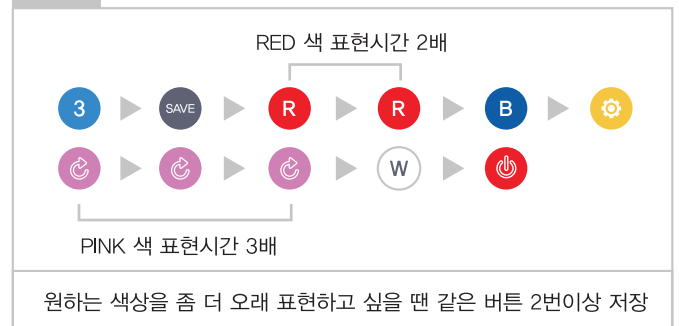 RED 색 표현시간 2배
3 SAVE R R B
W
PINK 색 표현시간 3배
원하는 색상을 좀 더 오래 표현하고 싶을 땐 같은 버튼 2번이상 저장